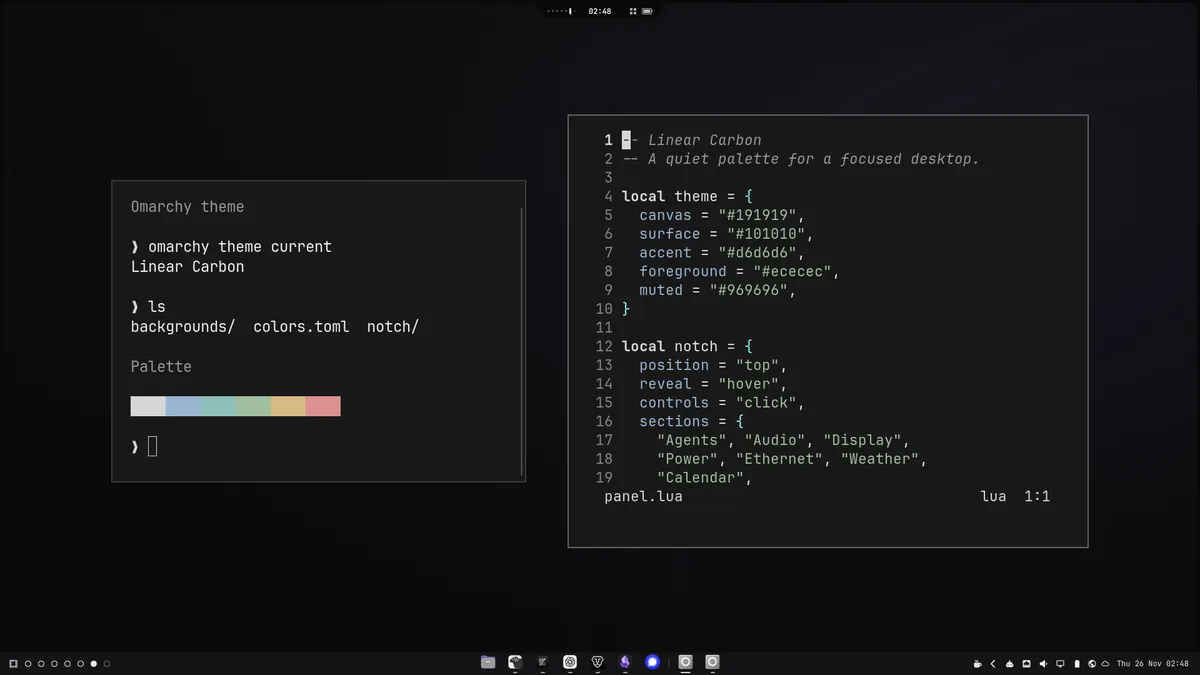 02:48
Omarchy theme
❯ omarchy theme current
Linear Carbon
❯ ls
backgrounds/  colors.toml  notch/
Palette
❯
1 -- Linear Carbon
2 -- A quiet palette for a focused desktop.
3
4 local theme = {
5   canvas = "#191919",
6   surface = "#101010",
7   accent = "#d6d6d6",
8   foreground = "#ececec",
9   muted = "#969696",
10 }
11
12 local notch = {
13   position = "top",
14   reveal = "hover",
15   controls = "click",
16   sections = {
17     "Agents", "Audio", "Display",
18     "Power", "Ethernet", "Weather",
19     "Calendar",
panel.lua  lua  1:1
Thu 26 Nov 02:48